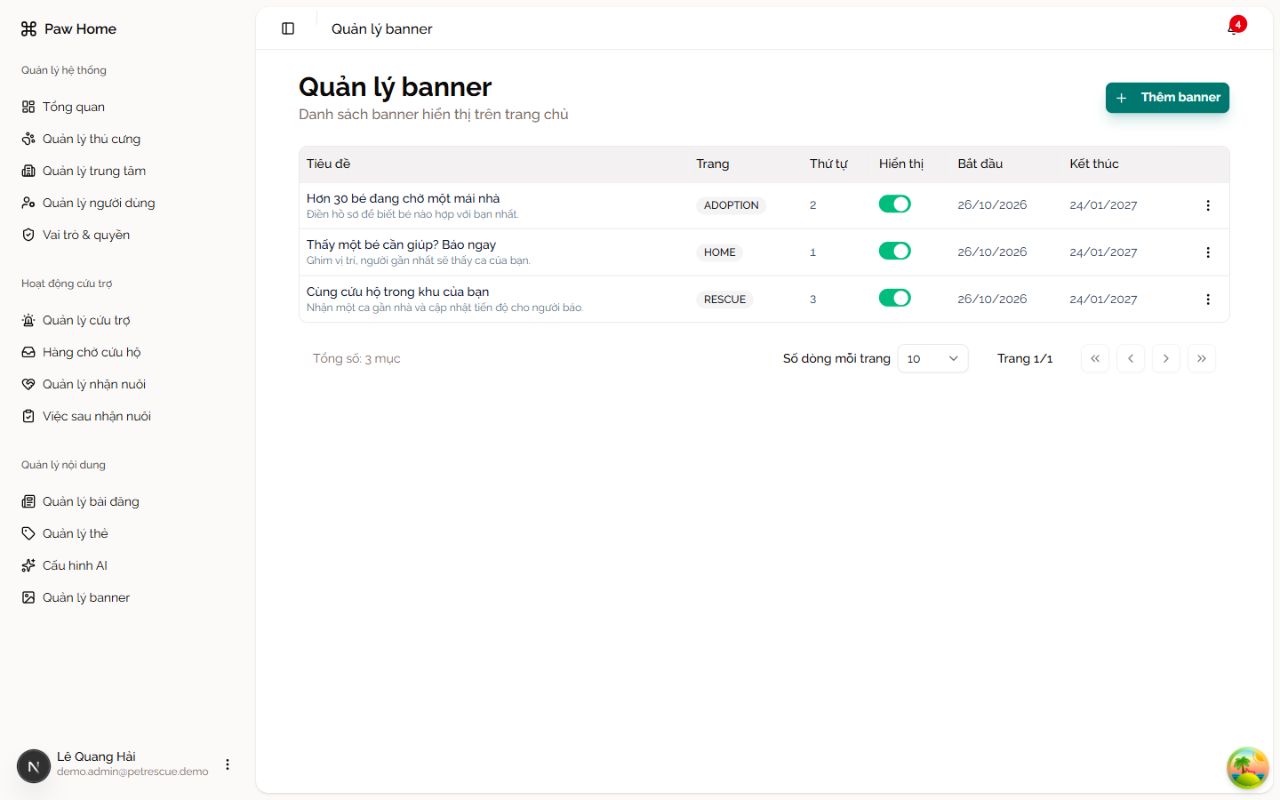 Paw Home
Quản lý hệ thống
Tổng quan
Quản lý thú cưng
Quản lý trung tâm
Quản lý người dùng
Vai trò & quyền
Hoạt động cứu trợ
Quản lý cứu trợ
Hàng chờ cứu hộ
Quản lý nhận nuôi
Việc sau nhận nuôi
Quản lý nội dung
Quản lý bài đăng
Quản lý thẻ
Cấu hình AI
Quản lý banner
N
Lê Quang Hải
demo.admin@petrescue.demo
Quản lý banner
4
Quản lý banner
Danh sách banner hiển thị trên trang chủ
Thêm banner
Tiêu đề Trang Thứ tự Hiển thị Bắt đầu Kết thúc
Hơn 30 bé đang chờ một mái nhà
Điền hồ sơ để biết bé nào hợp với bạn nhất.
ADOPTION 2 26/10/2026 24/01/2027
Thấy một bé cần giúp? Báo ngay
Ghim vị trí, người gần nhất sẽ thấy ca của bạn.
HOME 1 26/10/2026 24/01/2027
Cùng cứu hộ trong khu của bạn
Nhận một ca gần nhà và cập nhật tiến độ cho người báo.
RESCUE 3 26/10/2026 24/01/2027
Tổng số: 3 mục
Số dòng mỗi trang 10 Trang 1/1